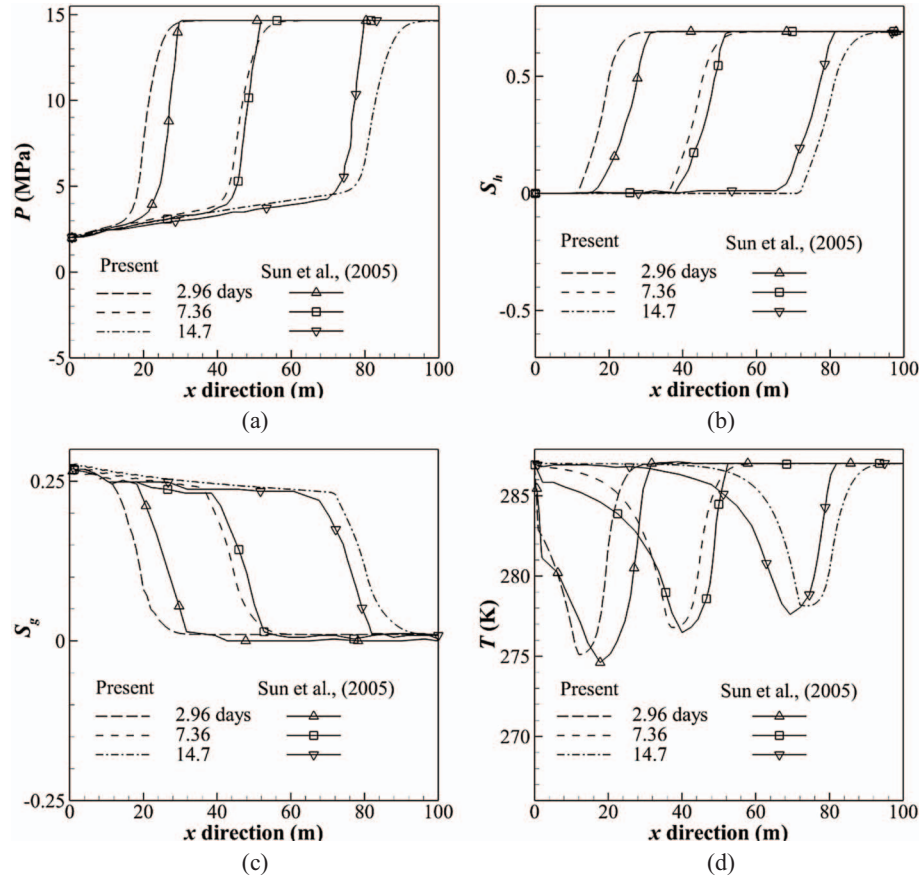 15
10
5
0
-5
P (MPa)
Present
Sun et al., (2005)
2.96 days
7.36
14.7
0 20 40 60 80 100
x direction (m)
(a)
0.5
0
-0.5
S_h
Present
Sun et al., (2005)
2.96 days
7.36
14.7
0 20 40 60 80 100
x direction (m)
(b)
0.25
0
-0.25
S_g
Present
Sun et al., (2005)
2.96 days
7.36
14.7
0 20 40 60 80 100
x direction (m)
(c)
285
280
275
270
T (K)
Present
Sun et al., (2005)
2.96 days
7.36
14.7
0 20 40 60 80 100
x direction (m)
(d)